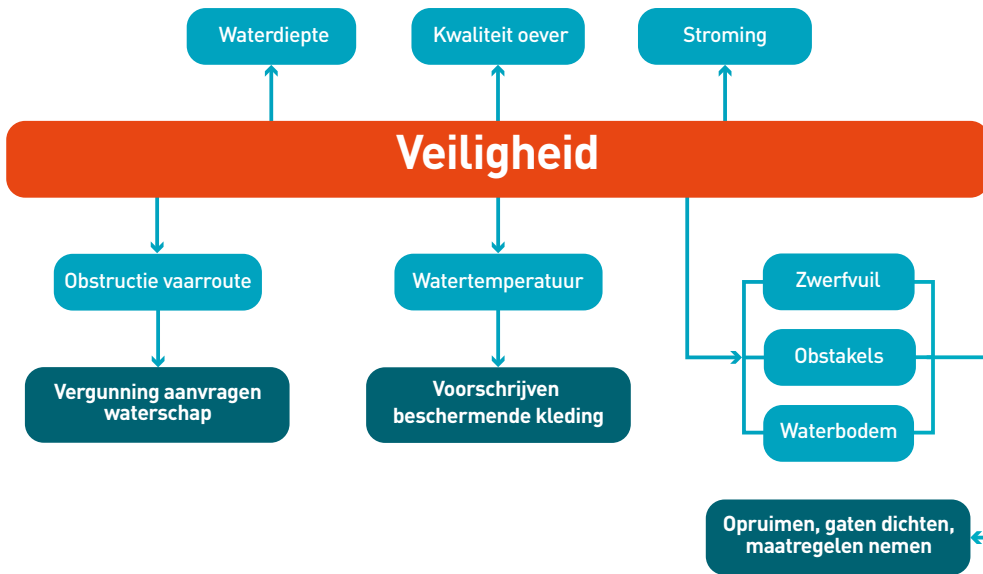 Waterdiepte
Kwaliteit oever
Stroming
Veiligheid
Obstructie vaarroute
Watertemperatuur
Zwerfvuil
Obstakels
Waterbodem
Vergunning aanvragen
waterschap
Voorschrijven
beschermende kleding
Opruimen, gaten dichten,
maatregelen nemen